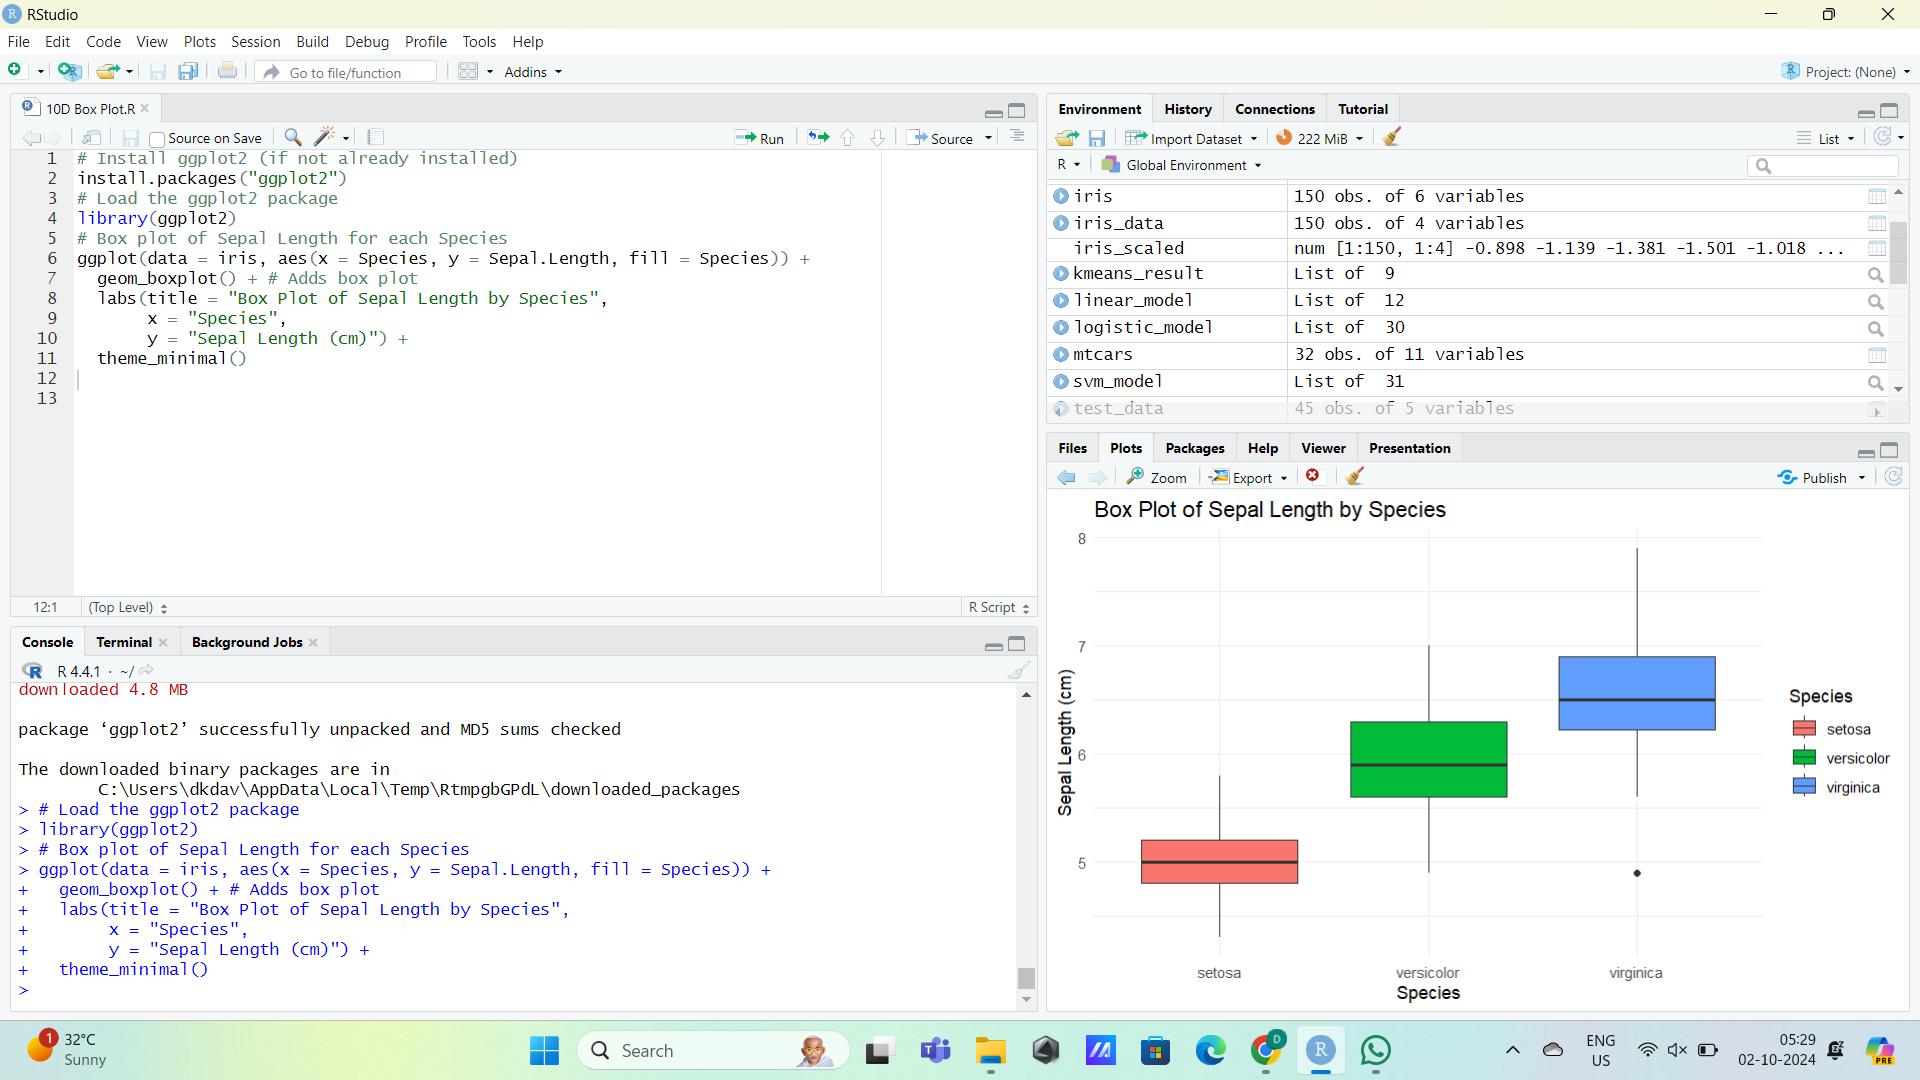 RStudio
File Edit Code View Plots Session Build Debug Profile Tools Help
Go to file/function Addins Project: (None)
10D Box Plot.R
Source on Save Run Source
1 # Install ggplot2 (if not already installed)
2 install.packages("ggplot2")
3 # Load the ggplot2 package
4 library(ggplot2)
5 # Box plot of Sepal Length for each Species
6 ggplot(data = iris, aes(x = Species, y = Sepal.Length, fill = Species)) +
7 geom_boxplot() + # Adds box plot
8 labs(title = "Box Plot of Sepal Length by Species",
9 x = "Species",
10 y = "Sepal Length (cm)") +
11 theme_minimal()
12
13
12:1 (Top Level) R Script
Console Terminal Background Jobs
R 4.4.1 · ~/
downloaded 4.8 MB
package ‘ggplot2’ successfully unpacked and MD5 sums checked
The downloaded binary packages are in
C:\Users\dkdav\AppData\Local\Temp\RtmpgbGPdL\downloaded_packages
> # Load the ggplot2 package
> library(ggplot2)
> # Box plot of Sepal Length for each Species
> ggplot(data = iris, aes(x = Species, y = Sepal.Length, fill = Species)) +
+ geom_boxplot() + # Adds box plot
+ labs(title = "Box Plot of Sepal Length by Species",
+ x = "Species",
+ y = "Sepal Length (cm)") +
+ theme_minimal()
>
Environment History Connections Tutorial
Import Dataset 222 MiB List
R Global Environment
iris 150 obs. of 6 variables
iris_data 150 obs. of 4 variables
iris_scaled num [1:150, 1:4] -0.898 -1.139 -1.381 -1.501 -1.018 ...
kmeans_result List of 9
linear_model List of 12
logistic_model List of 30
mtcars 32 obs. of 11 variables
svm_model List of 31
test_data 45 obs. of 5 variables
Files Plots Packages Help Viewer Presentation
Zoom Export Publish
Box Plot of Sepal Length by Species
8
7
6
5
Sepal Length (cm)
setosa versicolor virginica
Species
Species
setosa
versicolor
virginica
1 32°C
Sunny
Search
D
R
PRE
ENG
US
05:29
02-10-2024